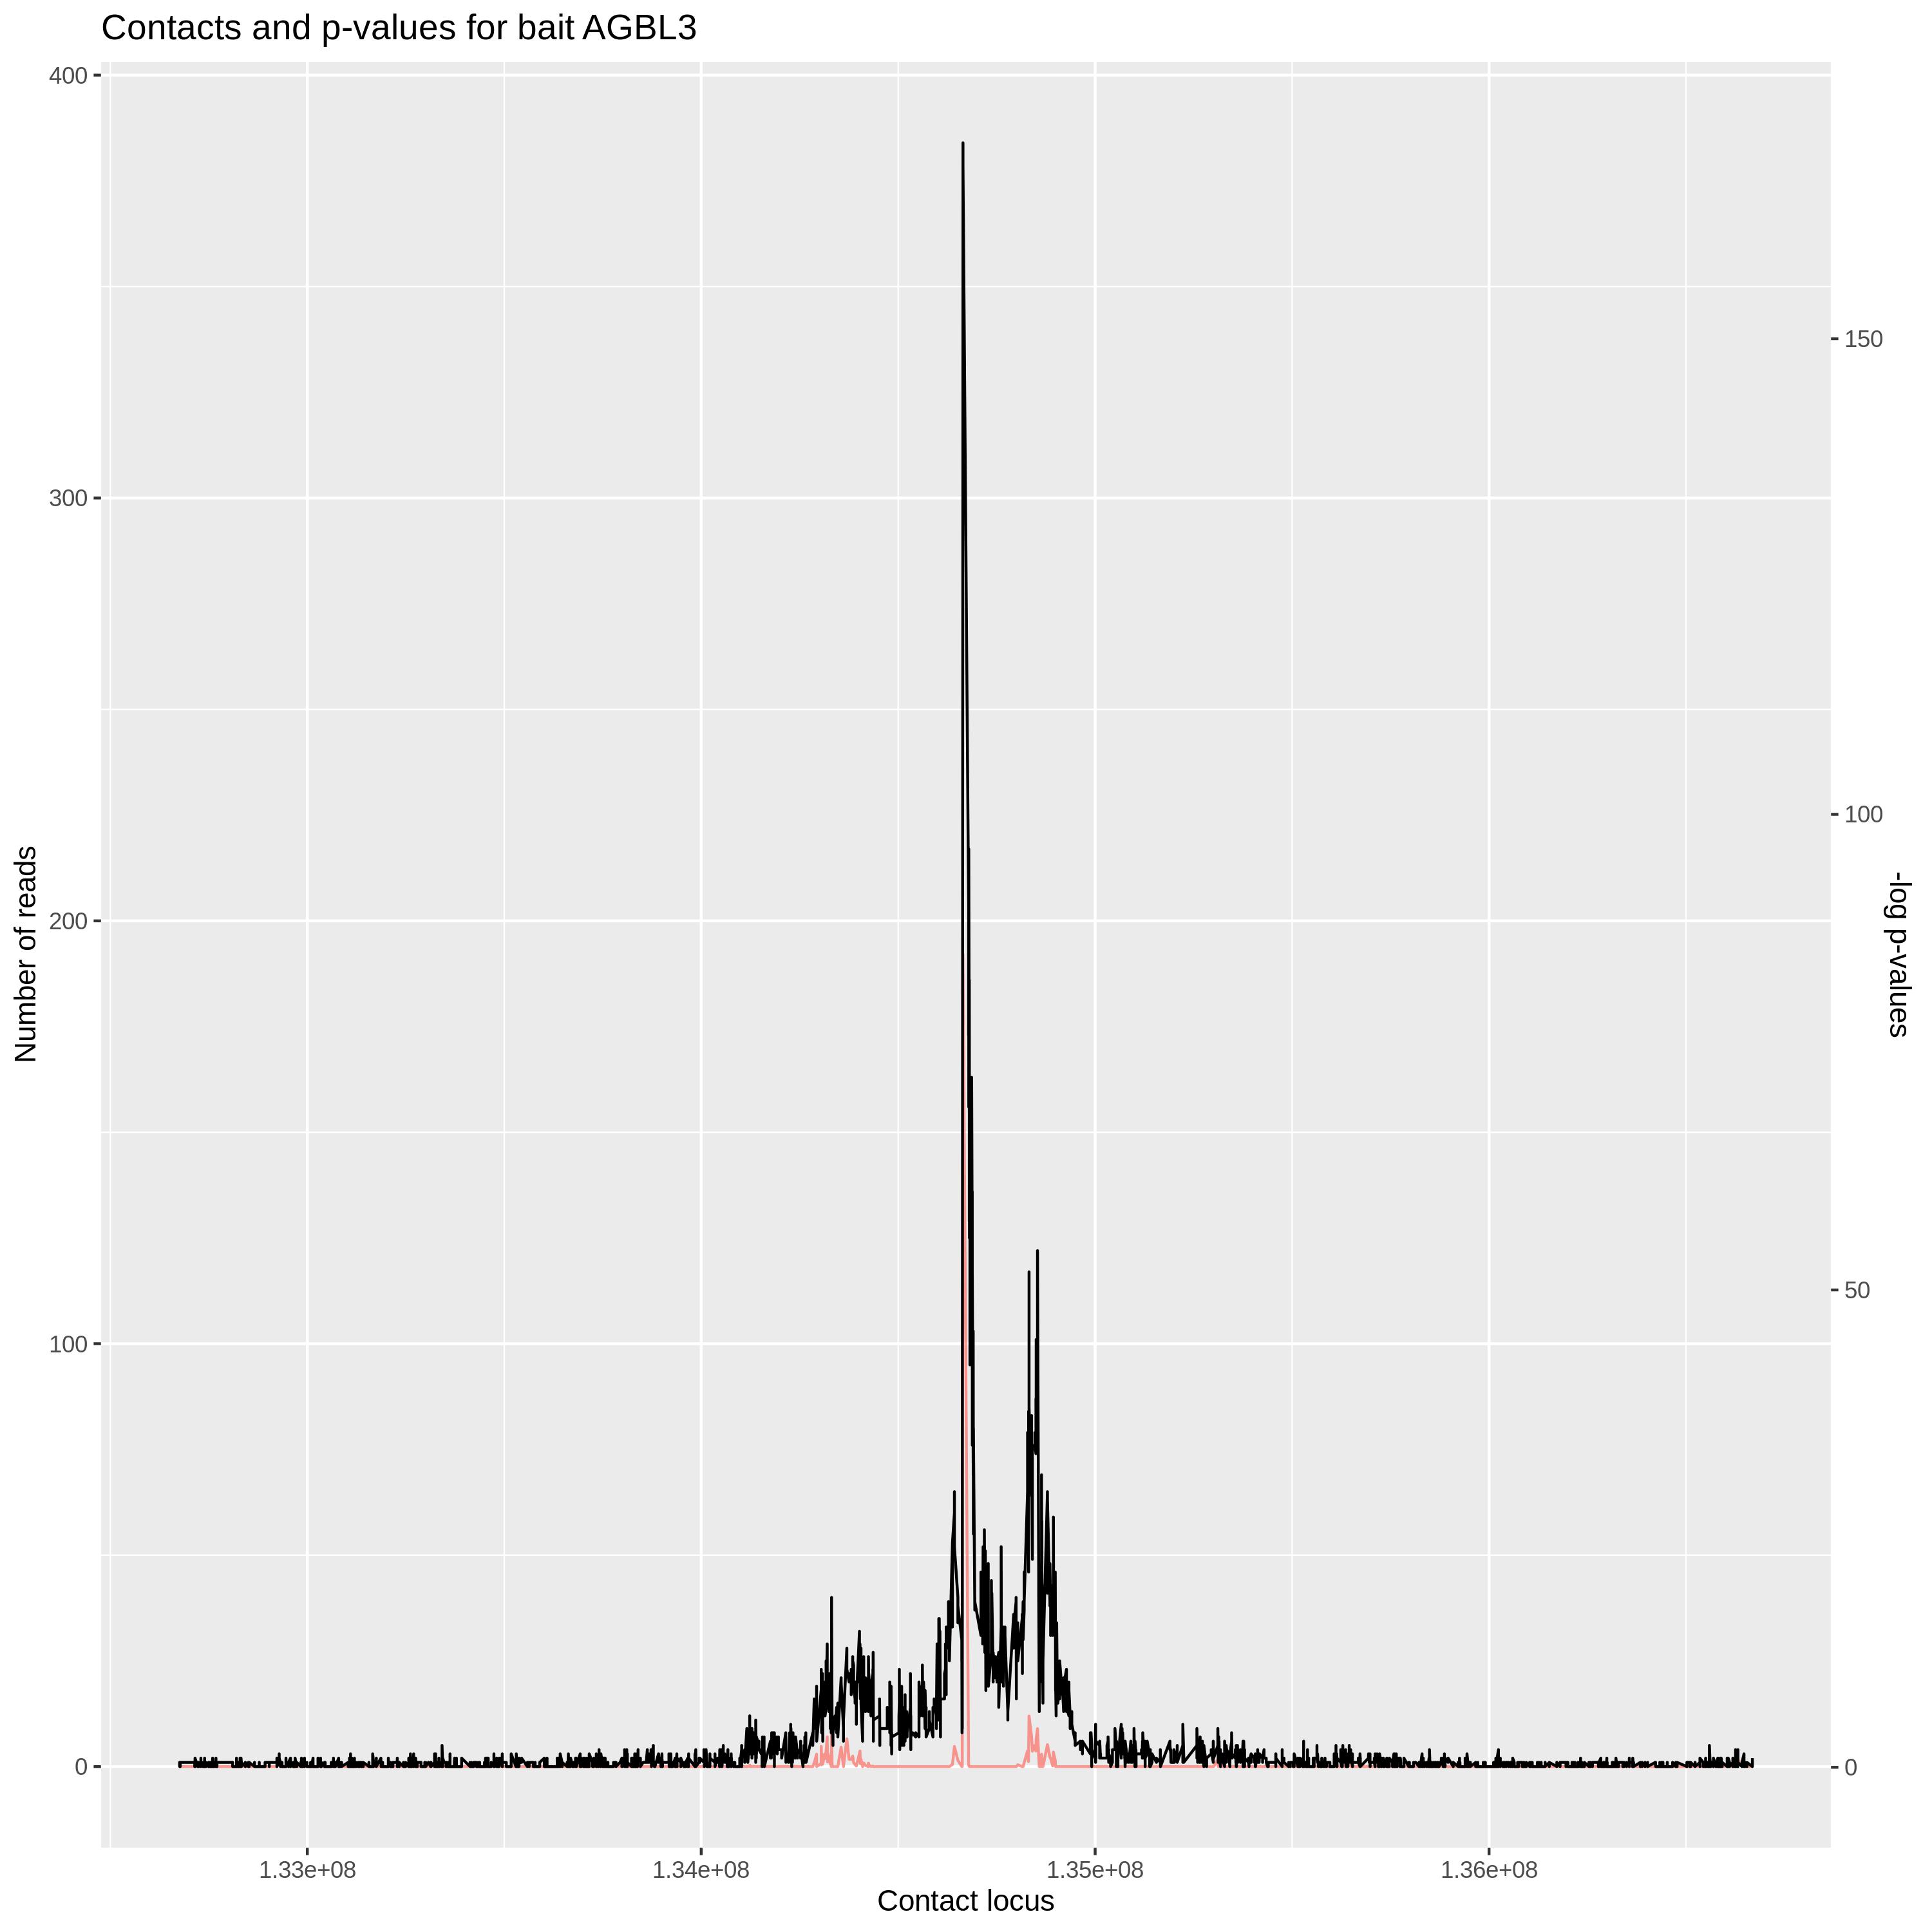 Contacts and p-values for bait AGBL3
400
300
200
100
0
Number of reads
150
100
50
0
-log p-values
1.33e+08
1.34e+08
1.35e+08
1.36e+08
Contact locus